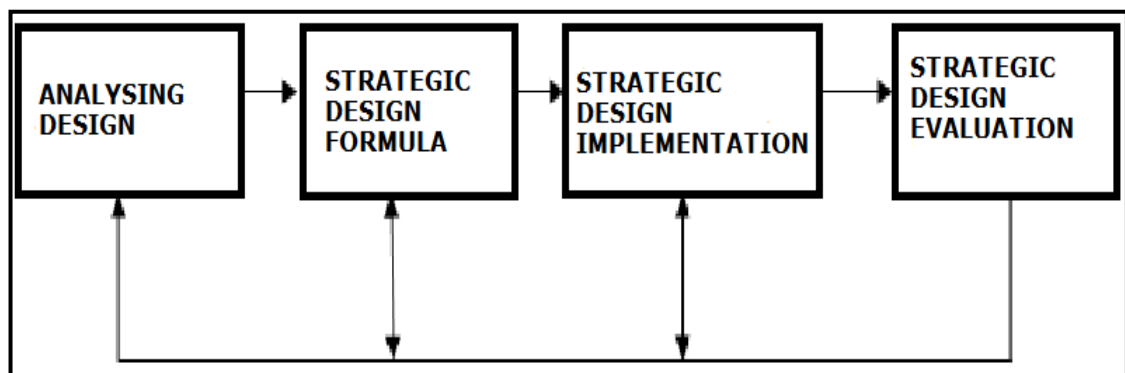 ANALYSING
DESIGN
STRATEGIC
DESIGN
FORMULA
STRATEGIC
DESIGN
IMPLEMENTATION
STRATEGIC
DESIGN
EVALUATION